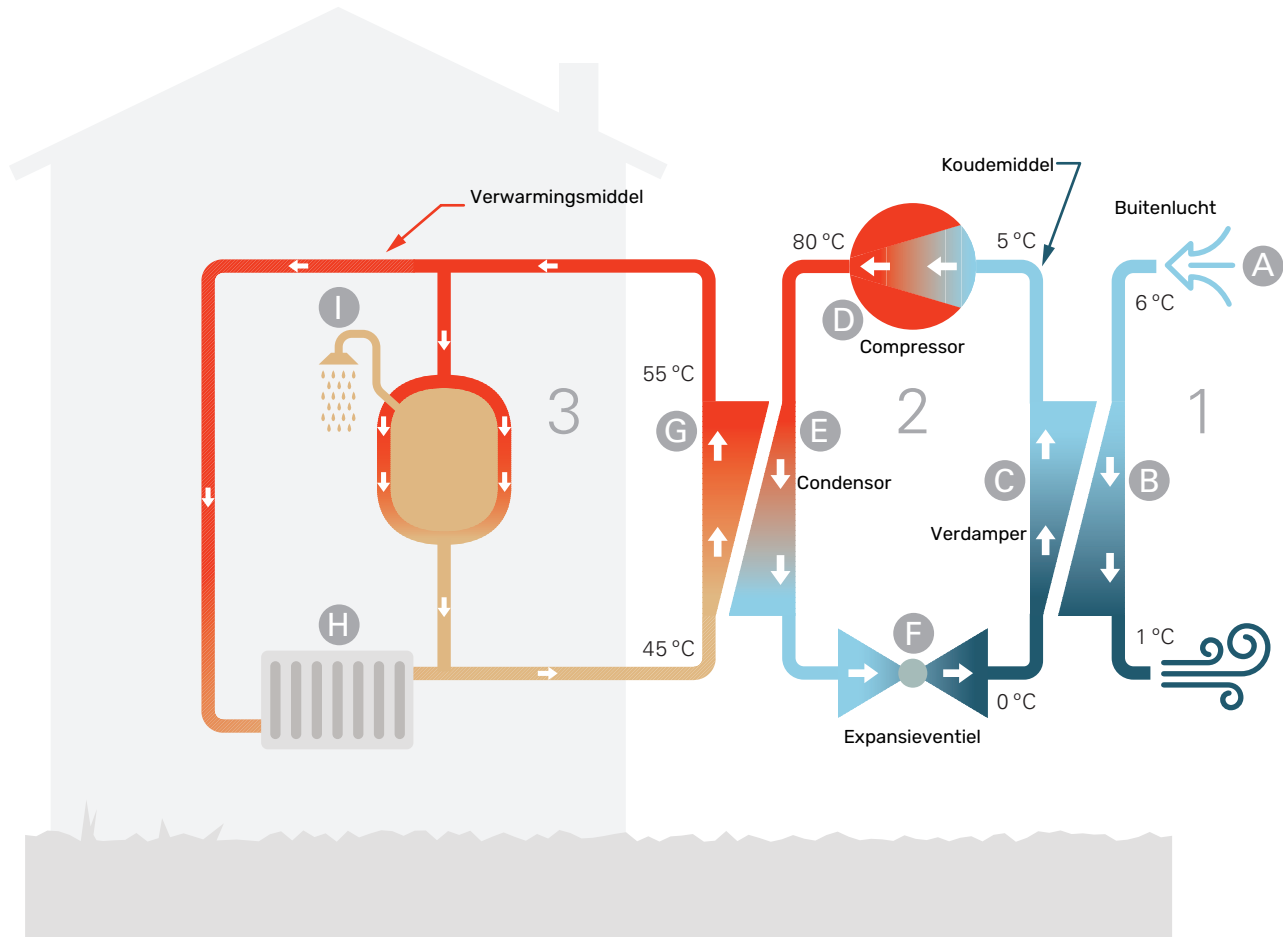 Koudemiddel
Verwarmingsmiddel
Buitenlucht
80 °C
5 °C
A
6 °C
I
D
Compressor
55 °C
3
2
1
G
E
Condensor
C
B
Verdamper
H
F
45 °C
1 °C
0 °C
Expansieventiel